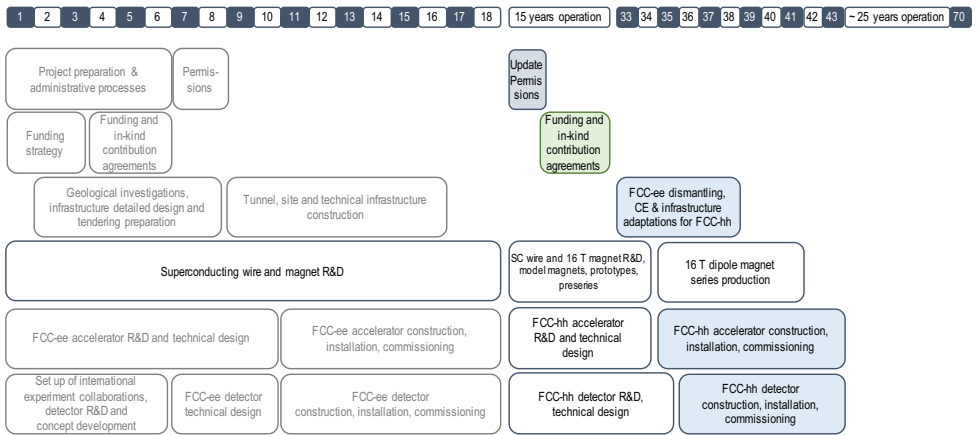 1 2 3 4 5 6 7 8 9 10 11 12 13 14 15 16 17 18 15 years operation 33 34 35 36 37 38 39 40 41 42 43 ~ 25 years operation 70
Project preparation &
administrative processes
Permis-
sions
Update
Permis
sions
Funding
strategy
Funding and
in-kind
contribution
agreements
Funding and
in-kind
contribution
agreements
Geological investigations,
infrastructure detailed design and
tendering preparation
Tunnel, site and technical infrastructure
construction
FCC-ee dismantling,
CE & infrastructure
adaptations for FCC-hh
Superconducting wire and magnet R&D
SC wire and 16 T magnet R&D,
model magnets, prototypes,
preseries
16 T dipole magnet
series production
FCC-ee accelerator R&D and technical design
FCC-ee accelerator construction,
installation, commissioning
FCC-hh accelerator
R&D and technical
design
FCC-hh accelerator construction,
installation, commissioning
Set up of international
experiment collaborations,
detector R&D and
concept development
FCC-ee detector
technical design
FCC-ee detector
construction, installation, commissioning
FCC-hh detector R&D,
technical design
FCC-hh detector
construction, installation,
commissioning